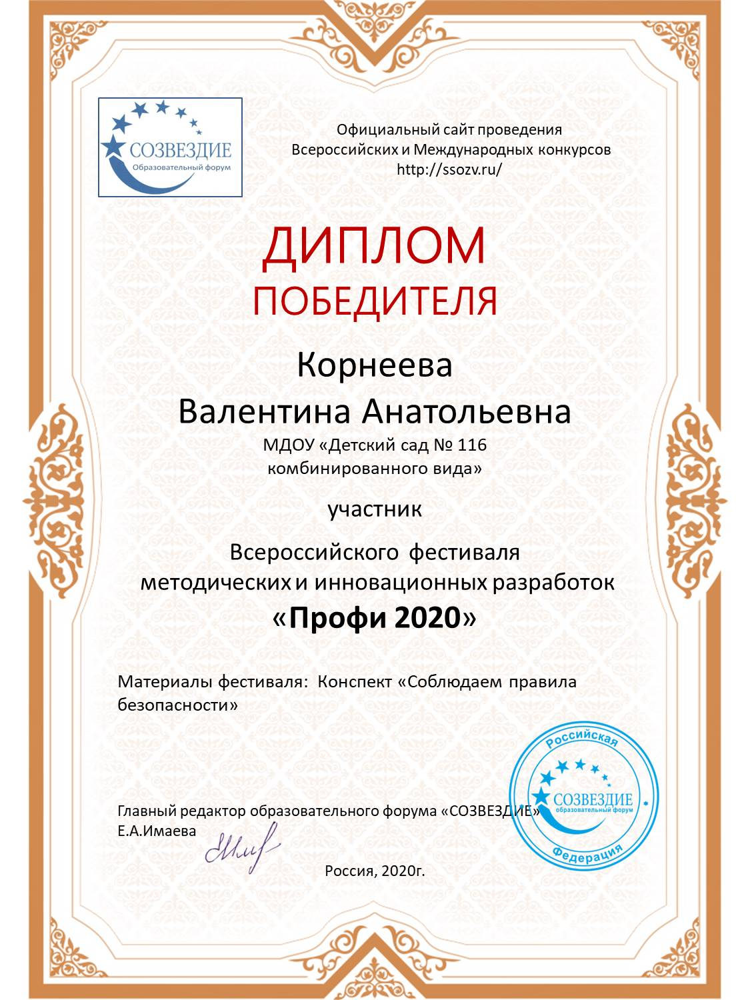 СОЗВЕЗДИЕ
Образовательный форум
Официальный сайт проведения
Всероссийских и Международных конкурсов
http://ssozv.ru/
ДИПЛОМ
ПОБЕДИТЕЛЯ
Корнеева
Валентина Анатольевна
МДОУ «Детский сад № 116
комбинированного вида»
участник
Всероссийского фестиваля
методических и инновационных разработок
«Профи 2020»
Материалы фестиваля: Конспект «Соблюдаем правила
безопасности»
Российская
СОЗВЕЗДИЕ
образовательный форум
Федерация
Главный редактор образовательного форума «СОЗВЕЗДИЕ»
Е.А.Имаева
Россия, 2020г.